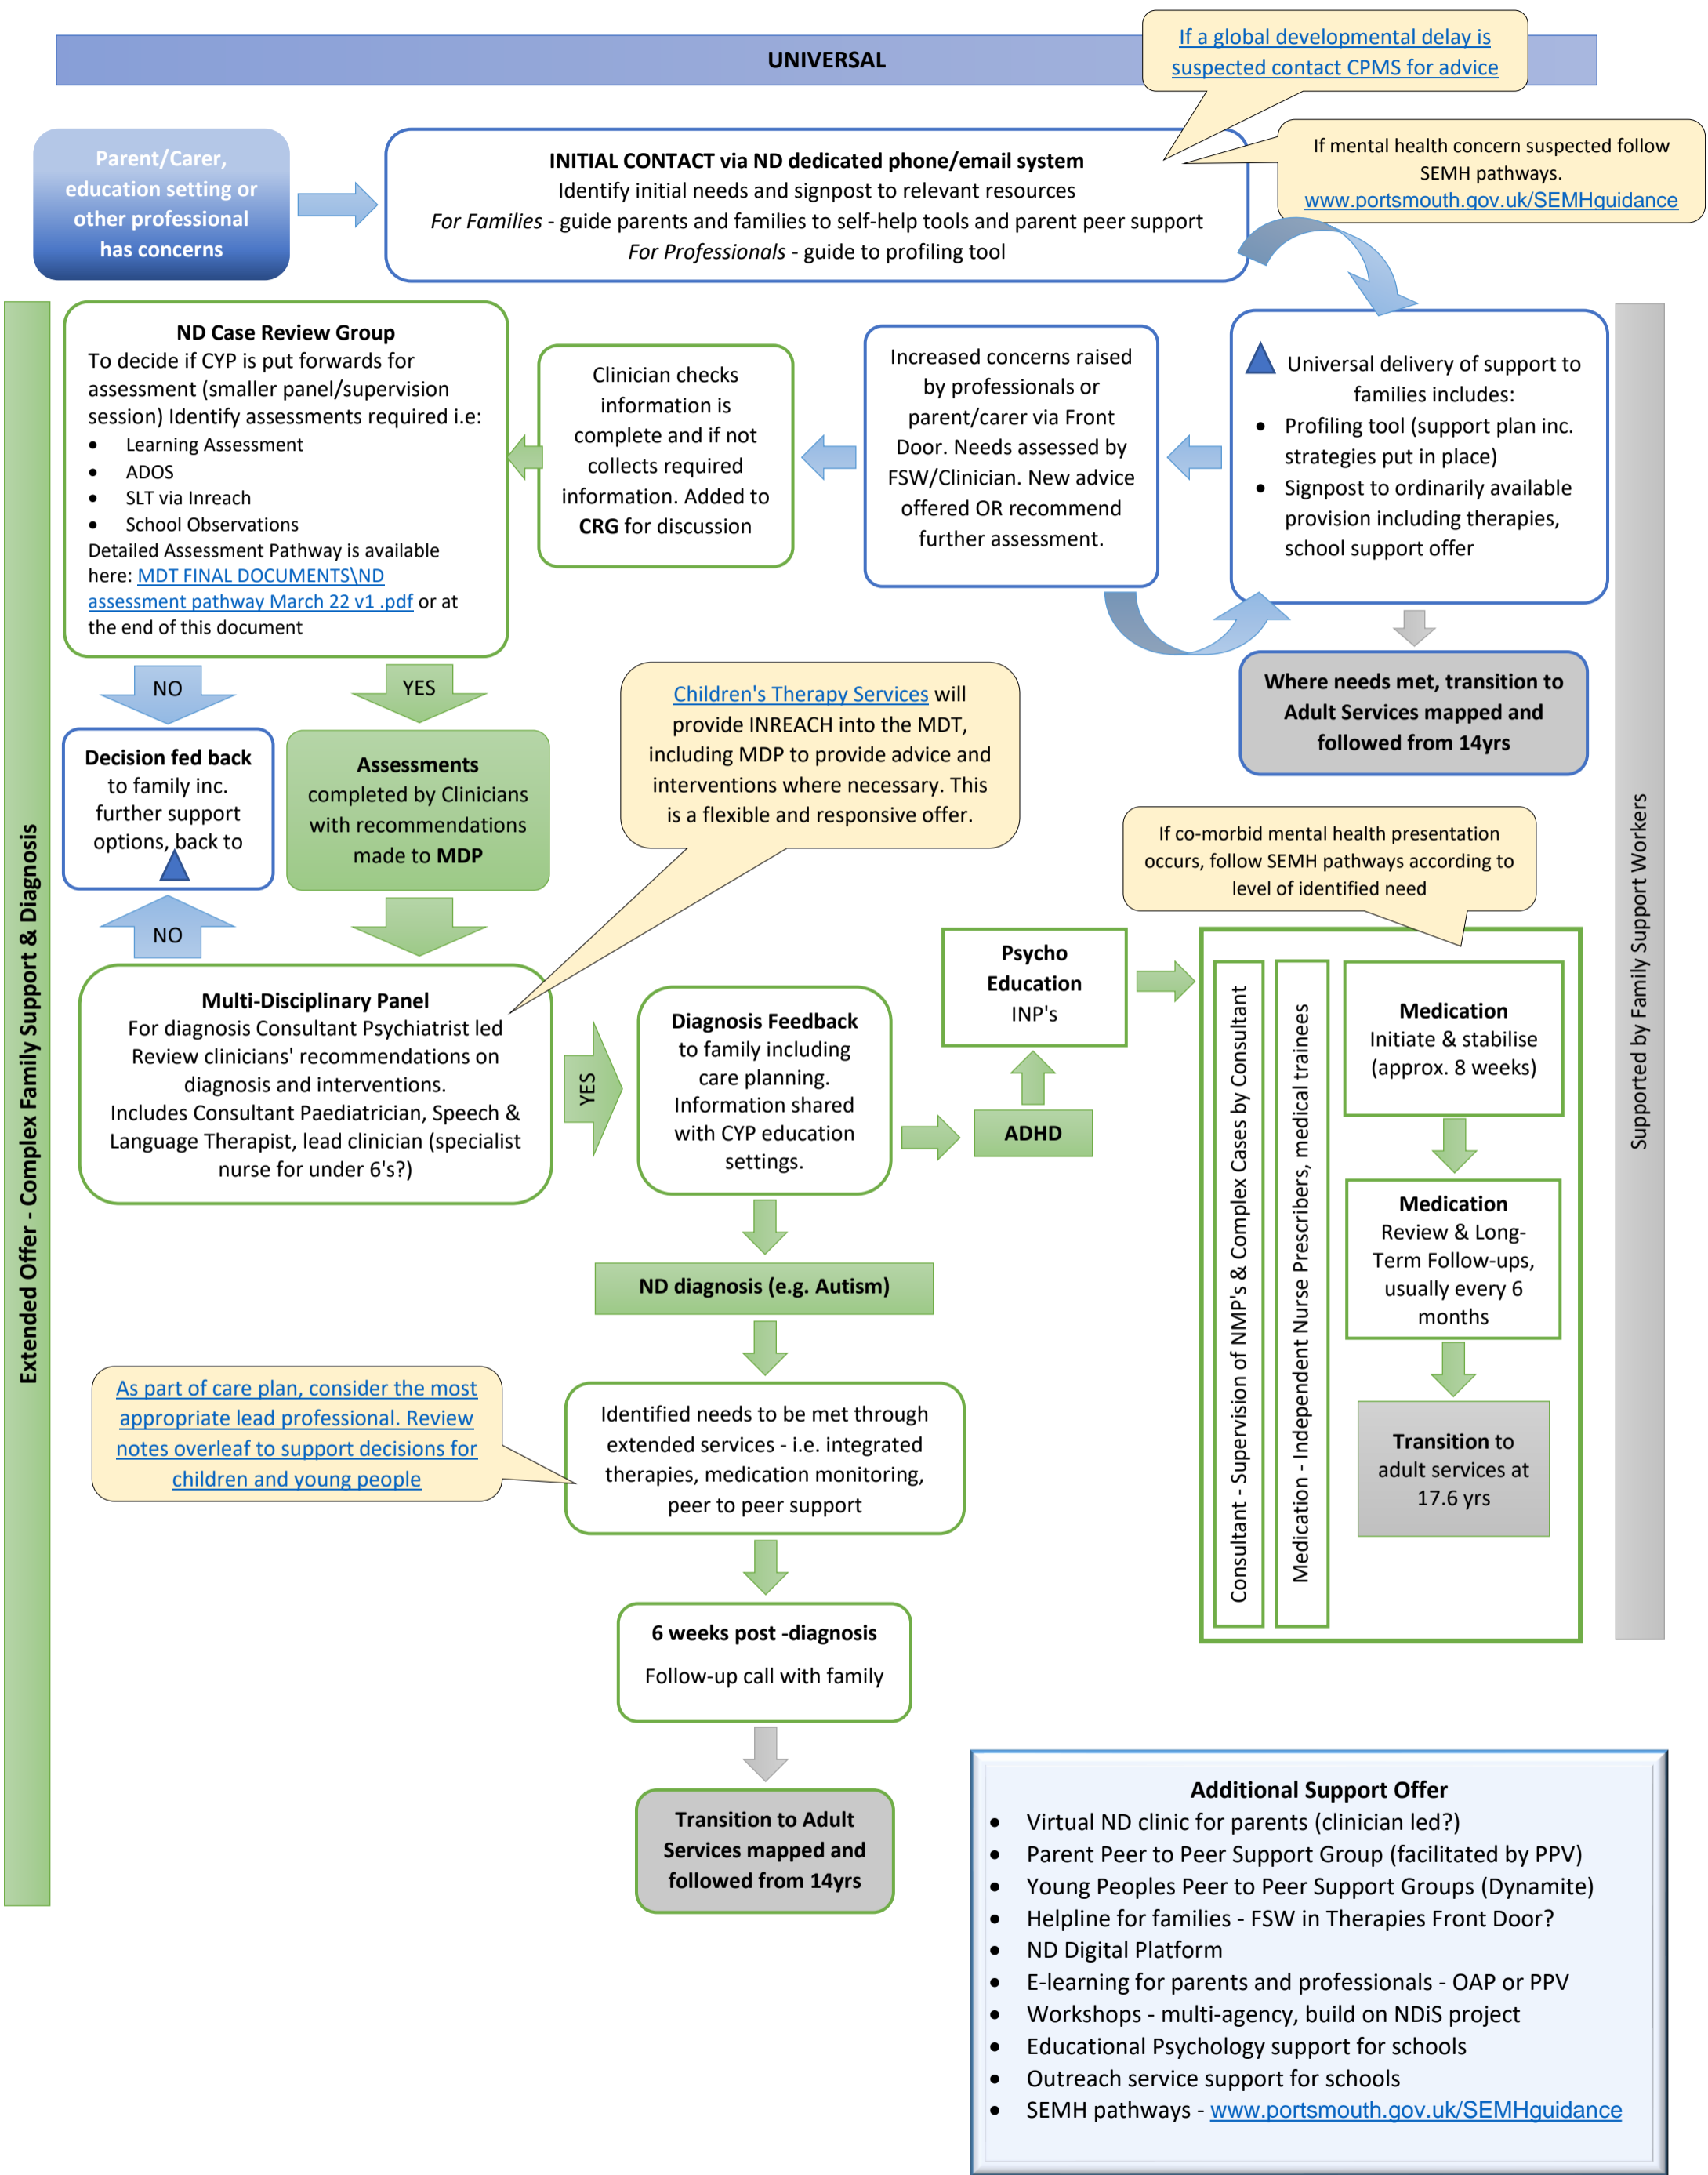 UNIVERSAL
If a global developmental delay is
suspected contact CPMS for advice
Parent/Carer,
education setting or
other professional
has concerns
INITIAL CONTACT via ND dedicated phone/email system
Identify initial needs and signpost to relevant resources
For Families - guide parents and families to self-help tools and parent peer support
For Professionals - guide to profiling tool
If mental health concern suspected follow
SEMH pathways.
www.portsmouth.gov.uk/SEMHguidance
Extended Offer - Complex Family Support & Diagnosis
ND Case Review Group
To decide if CYP is put forwards for
assessment (smaller panel/supervision
session) Identify assessments required i.e:
• Learning Assessment
• ADOS
• SLT via Inreach
• School Observations
Detailed Assessment Pathway is available
here: MDT FINAL DOCUMENTS\ND
assessment pathway March 22 v1 .pdf or at
the end of this document
Clinician checks
information is
complete and if not
collects required
information. Added to
CRG for discussion
Increased concerns raised
by professionals or
parent/carer via Front
Door. Needs assessed by
FSW/Clinician. New advice
offered OR recommend
further assessment.
Universal delivery of support to
families includes:
• Profiling tool (support plan inc.
strategies put in place)
• Signpost to ordinarily available
provision including therapies,
school support offer
Supported by Family Support Workers
NO
YES
Where needs met, transition to
Adult Services mapped and
followed from 14yrs
Decision fed back
to family inc.
further support
options, back to
Assessments
completed by Clinicians
with recommendations
made to MDP
Children's Therapy Services will
provide INREACH into the MDT,
including MDP to provide advice and
interventions where necessary. This
is a flexible and responsive offer.
If co-morbid mental health presentation
occurs, follow SEMH pathways according to
level of identified need
NO
Multi-Disciplinary Panel
For diagnosis Consultant Psychiatrist led
Review clinicians' recommendations on
diagnosis and interventions.
Includes Consultant Paediatrician, Speech &
Language Therapist, lead clinician (specialist
nurse for under 6's?)
YES
Diagnosis Feedback
to family including
care planning.
Information shared
with CYP education
settings.
Psycho
Education
INP's
ADHD
Consultant - Supervision of NMP's & Complex Cases by Consultant
Medication - Independent Nurse Prescribers, medical trainees
Medication
Initiate & stabilise
(approx. 8 weeks)
Medication
Review & Long-
Term Follow-ups,
usually every 6
months
Transition to
adult services at
17.6 yrs
ND diagnosis (e.g. Autism)
As part of care plan, consider the most
appropriate lead professional. Review
notes overleaf to support decisions for
children and young people
Identified needs to be met through
extended services - i.e. integrated
therapies, medication monitoring,
peer to peer support
6 weeks post -diagnosis
Follow-up call with family
Transition to Adult
Services mapped and
followed from 14yrs
Additional Support Offer
• Virtual ND clinic for parents (clinician led?)
• Parent Peer to Peer Support Group (facilitated by PPV)
• Young Peoples Peer to Peer Support Groups (Dynamite)
• Helpline for families - FSW in Therapies Front Door?
• ND Digital Platform
• E-learning for parents and professionals - OAP or PPV
• Workshops - multi-agency, build on NDiS project
• Educational Psychology support for schools
• Outreach service support for schools
• SEMH pathways - www.portsmouth.gov.uk/SEMHguidance